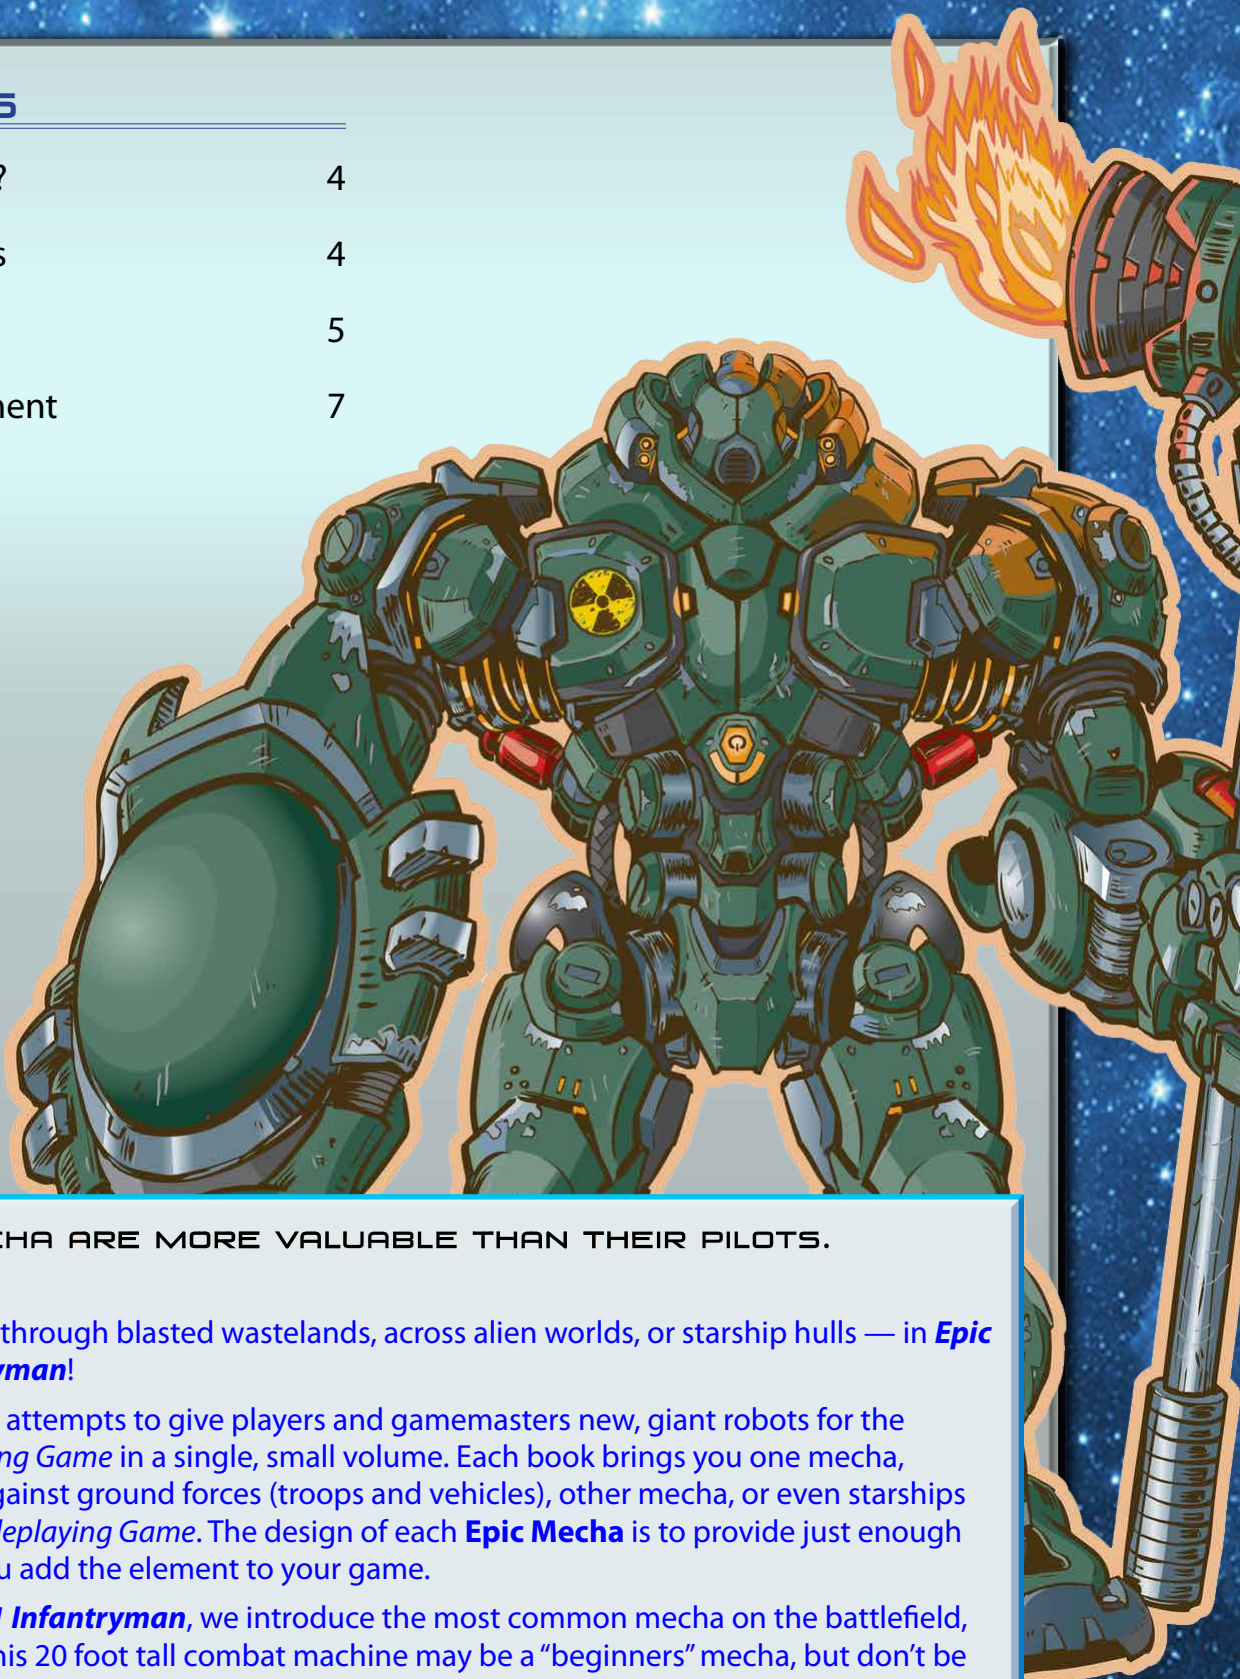 s
? 4
s 4
5
nent 7
CHA ARE MORE VALUABLE THAN THEIR PILOTS.
through blasted wastelands, across alien worlds, or starship hulls — in Epic
yman!
attempts to give players and gamemasters new, giant robots for the
ng Game in a single, small volume. Each book brings you one mecha,
gainst ground forces (troops and vehicles), other mecha, or even starships
leplaying Game. The design of each Epic Mecha is to provide just enough
u add the element to your game.
Infantryman, we introduce the most common mecha on the battlefield,
his 20 foot tall combat machine may be a “beginners” mecha, but don't be